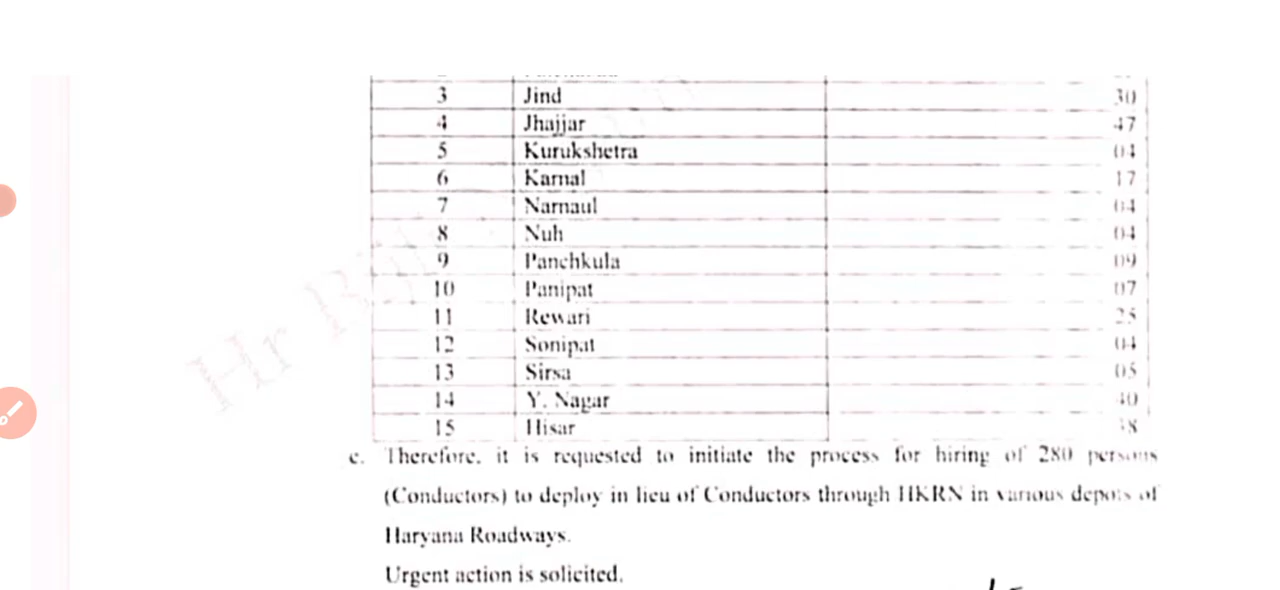 3 Jind 30
4 Jhajjar 47
5 Kurukshetra 04
6 Karnal 17
7 Narnaul 04
8 Nuh 04
9 Panchkula 09
10 Panipat 07
11 Rewari 25
12 Sonipat 04
13 Sirsa 05
14 Y. Nagar 40
15 Hisar
c. Therefore, it is requested to initiate the process for hiring of 280 persons
(Conductors) to deploy in lieu of Conductors through HKRN in various depots of
Haryana Roadways.
Urgent action is solicited.
Hr